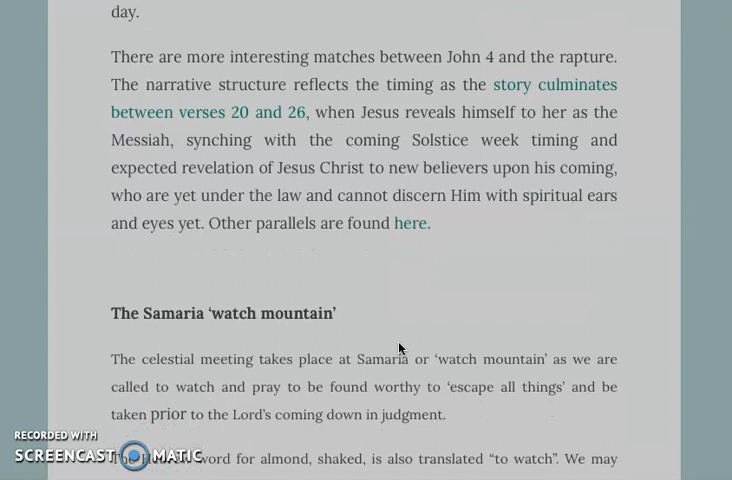 day.
There are more interesting matches between John 4 and the rapture.
The narrative structure reflects the timing as the story culminates
between verses 20 and 26, when Jesus reveals himself to her as the
Messiah, synching with the coming Solstice week timing and
expected revelation of Jesus Christ to new believers upon his coming,
who are yet under the law and cannot discern Him with spiritual ears
and eyes yet. Other parallels are found here.
The Samaria ‘watch mountain’
The celestial meeting takes place at Samaria or ‘watch mountain’ as we are
called to watch and pray to be found worthy to ‘escape all things’ and be
taken prior to the Lord’s coming down in judgment.
RECORDED WITH
SCREENCAST MATIC
The word for almond, shaked, is also translated “to watch”. We may